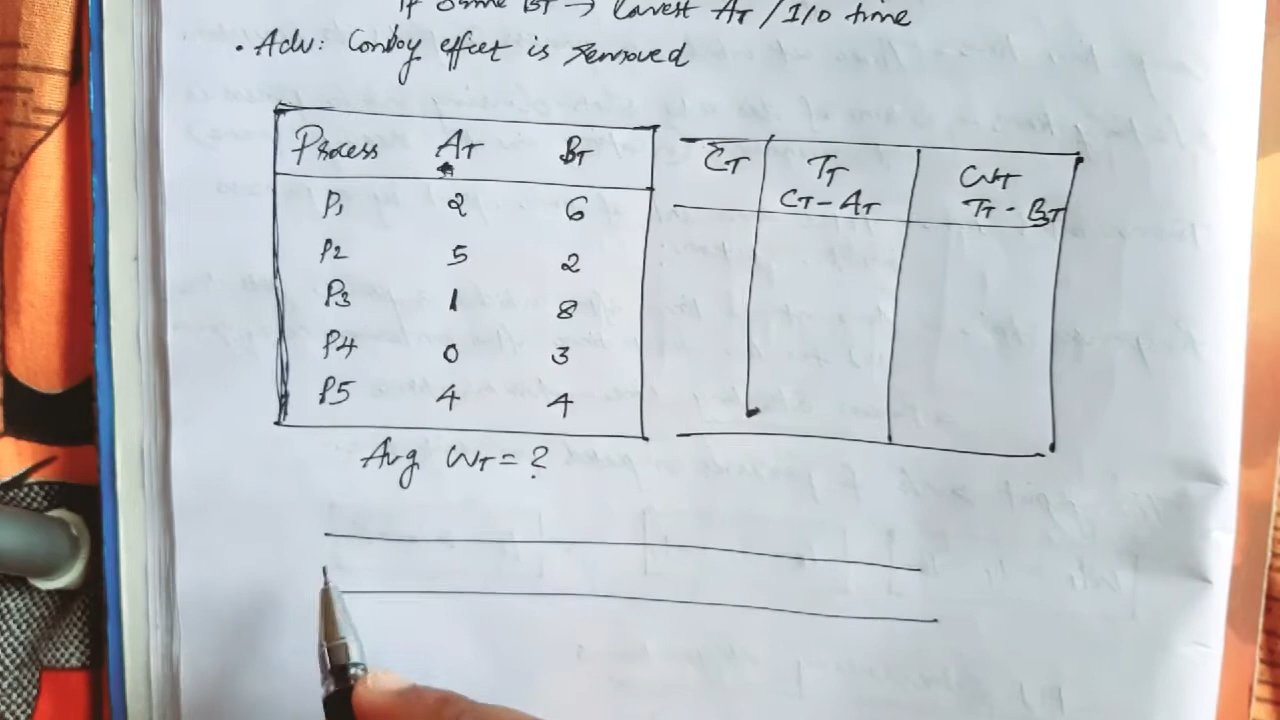 If same BT → lowest AT / I/O time
• Adv: Convoy effect is removed
Process AT BT CT TT WT
CT - AT TT - BT
P1 2 6
P2 5 2
P3 1 8
P4 0 3
P5 4 4
Avg WT = ?